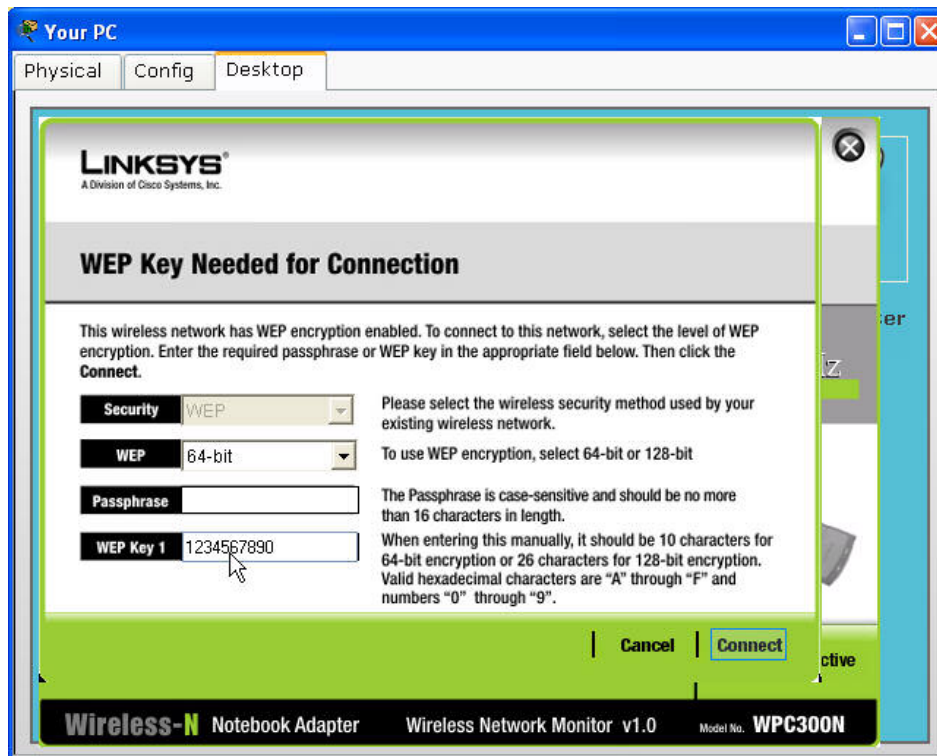 Your PC
Physical Config Desktop
LINKSYS®
A Division of Cisco Systems, Inc.
WEP Key Needed for Connection
This wireless network has WEP encryption enabled. To connect to this network, select the level of WEP
encryption. Enter the required passphrase or WEP key in the appropriate field below. Then click the
Connect.
Security WEP
Please select the wireless security method used by your
existing wireless network.
WEP 64-bit
To use WEP encryption, select 64-bit or 128-bit
Passphrase
The Passphrase is case-sensitive and should be no more
than 16 characters in length.
WEP Key 1 1234567890
When entering this manually, it should be 10 characters for
64-bit encryption or 26 characters for 128-bit encryption.
Valid hexadecimal characters are “A” through “F” and
numbers “0” through “9”.
Cancel Connect
Wireless-N Notebook Adapter Wireless Network Monitor v1.0 Model No. WPC300N